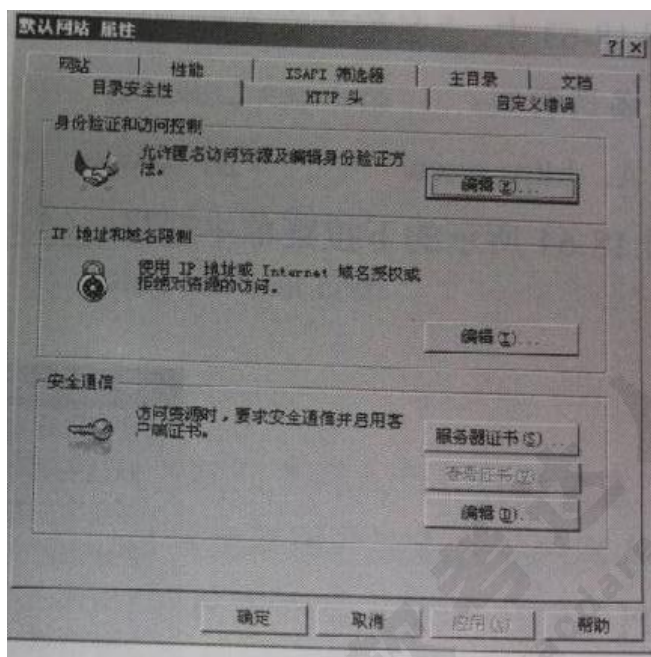 默认网站 属性
? ×
网站 性能 ISAPI 筛选器 主目录 文档
目录安全性 HTTP 头 自定义错误
身份验证和访问控制
允许匿名访问资源及编辑身份验证方
法。
编辑(E)...
IP 地址和域名限制
使用 IP 地址或 Internet 域名授权或
拒绝对资源的访问。
编辑(I)...
安全通信
访问资源时，要求安全通信并启用客
户端证书。
服务器证书(S)...
查看证书(V)...
编辑(D)...
确定 取消 应用(A) 帮助